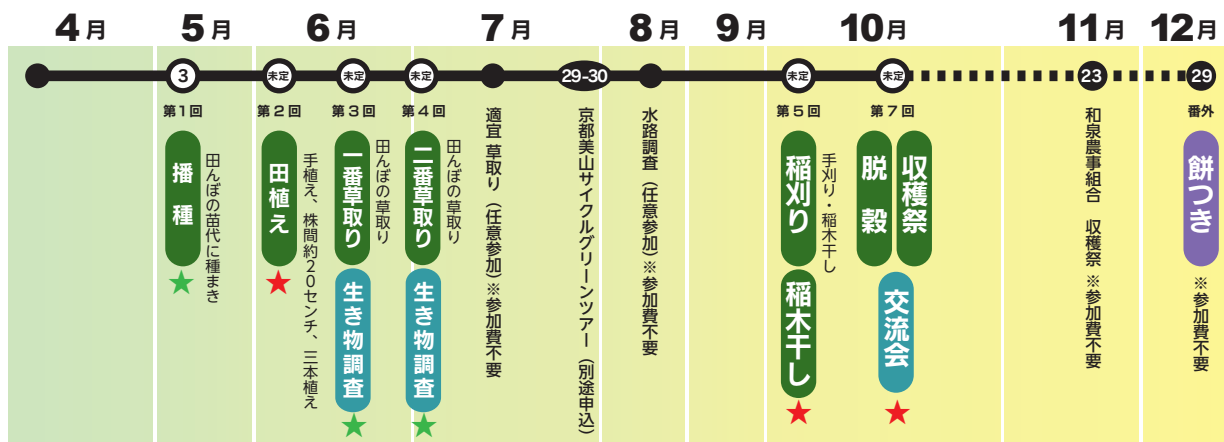 4月
5月
6月
7月
8月
9月
10月
11月
12月
3
未定
未定
未定
29-30
未定
未定
23
29
第1回
播種
田んぼの苗代に種まき
第2回
田植え
手植え、株間約20センチ、三本植え
第3回
一番草取り
田んぼの草取り
生き物調査
第4回
二番草取り
田んぼの草取り
生き物調査
適宜 草取り（任意参加）※参加費不要
京都美山サイクルグリーンツアー（別途申込）
水路調査（任意参加）※参加費不要
第5回
稲刈り
手刈り・稲木干し
稲木干し
第7回
収穫祭
脱穀
交流会
和泉農事組合 収穫祭 ※参加費不要
番外
餅つき
※参加費不要